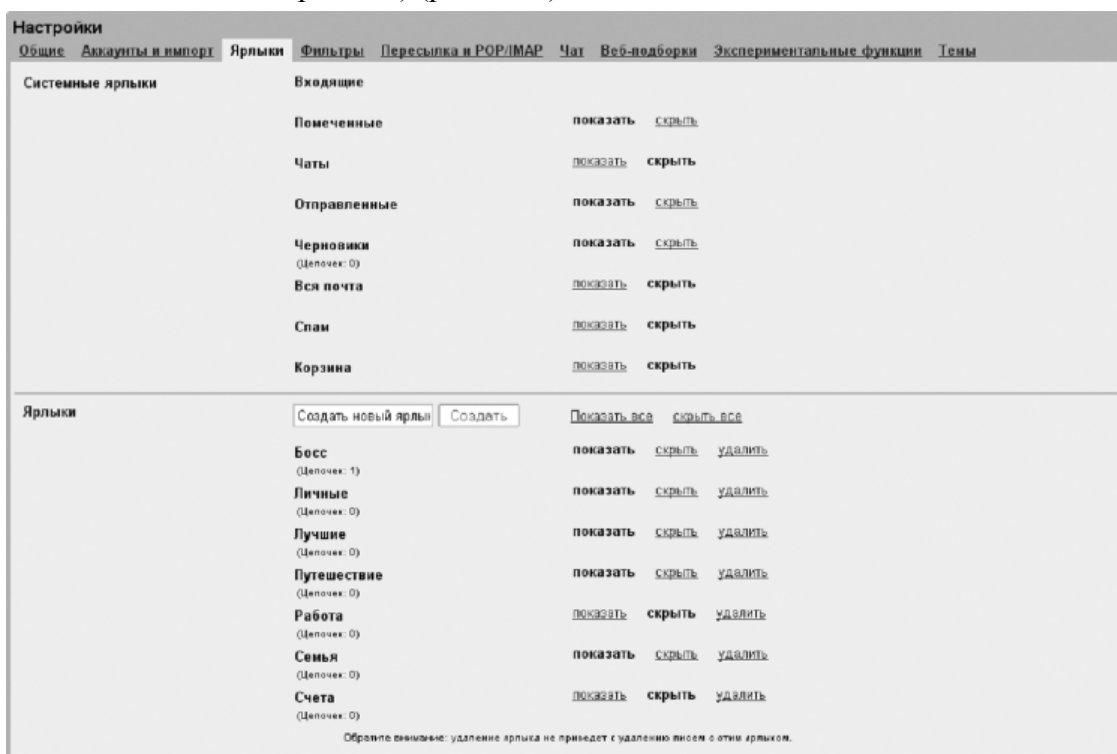 Настройки
Общие Аккаунты и импорт Ярлыки Фильтры Пересылка и POP/IMAP Чат Веб-подборки Экспериментальные функции Темы
Системные ярлыки Входящие
Помеченные показать скрыть
Чаты показать скрыть
Отправленные показать скрыть
Черновики показать скрыть
(Цепочек: 0)
Вся почта показать скрыть
Спам показать скрыть
Корзина показать скрыть
Ярлыки Создать новый ярлы Создать Показать все скрыть все
Босс показать скрыть удалить
(Цепочек: 1)
Личные показать скрыть удалить
(Цепочек: 0)
Лучшие показать скрыть удалить
(Цепочек: 0)
Путешествие показать скрыть удалить
(Цепочек: 0)
Работа показать скрыть удалить
(Цепочек: 0)
Семья показать скрыть удалить
(Цепочек: 0)
Счета показать скрыть удалить
(Цепочек: 0)
Обратите внимание: удаление ярлыка не приведет к удалению писем с этим ярлыком.